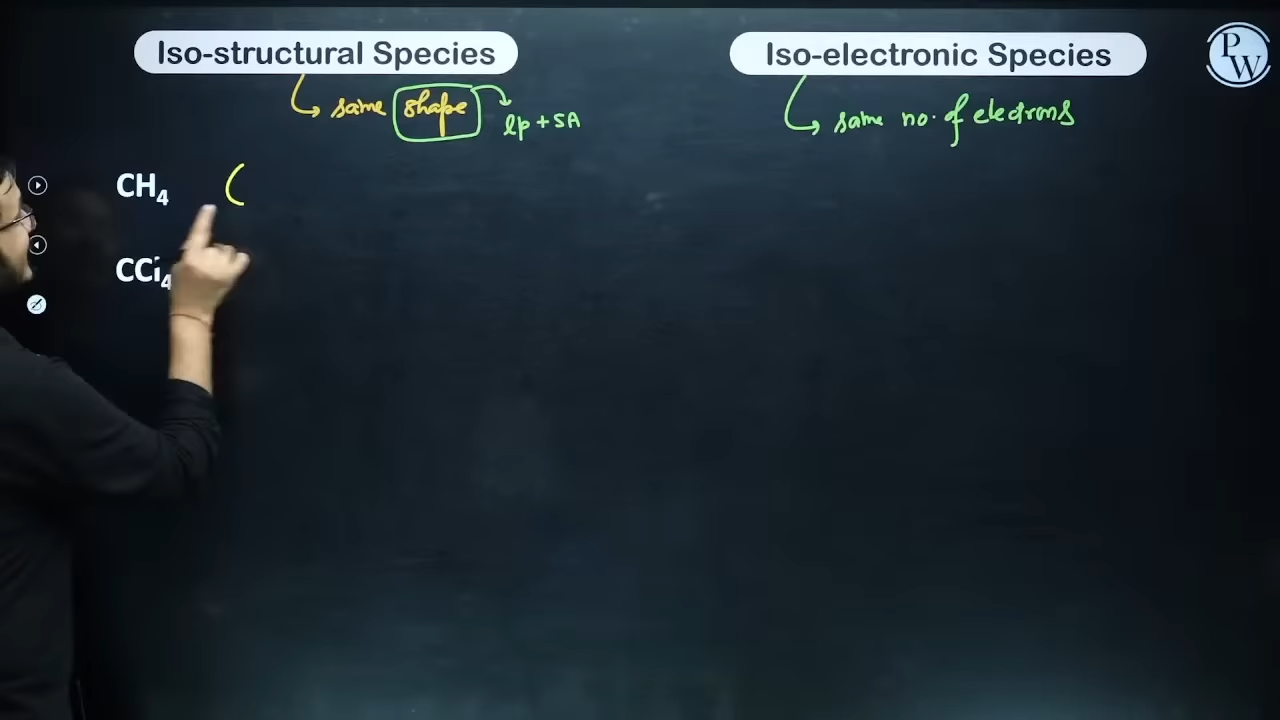 Iso-structural Species
Iso-electronic Species
PW
same shape
lp + SA
same no. of electrons
CH₄ (
CCl₄